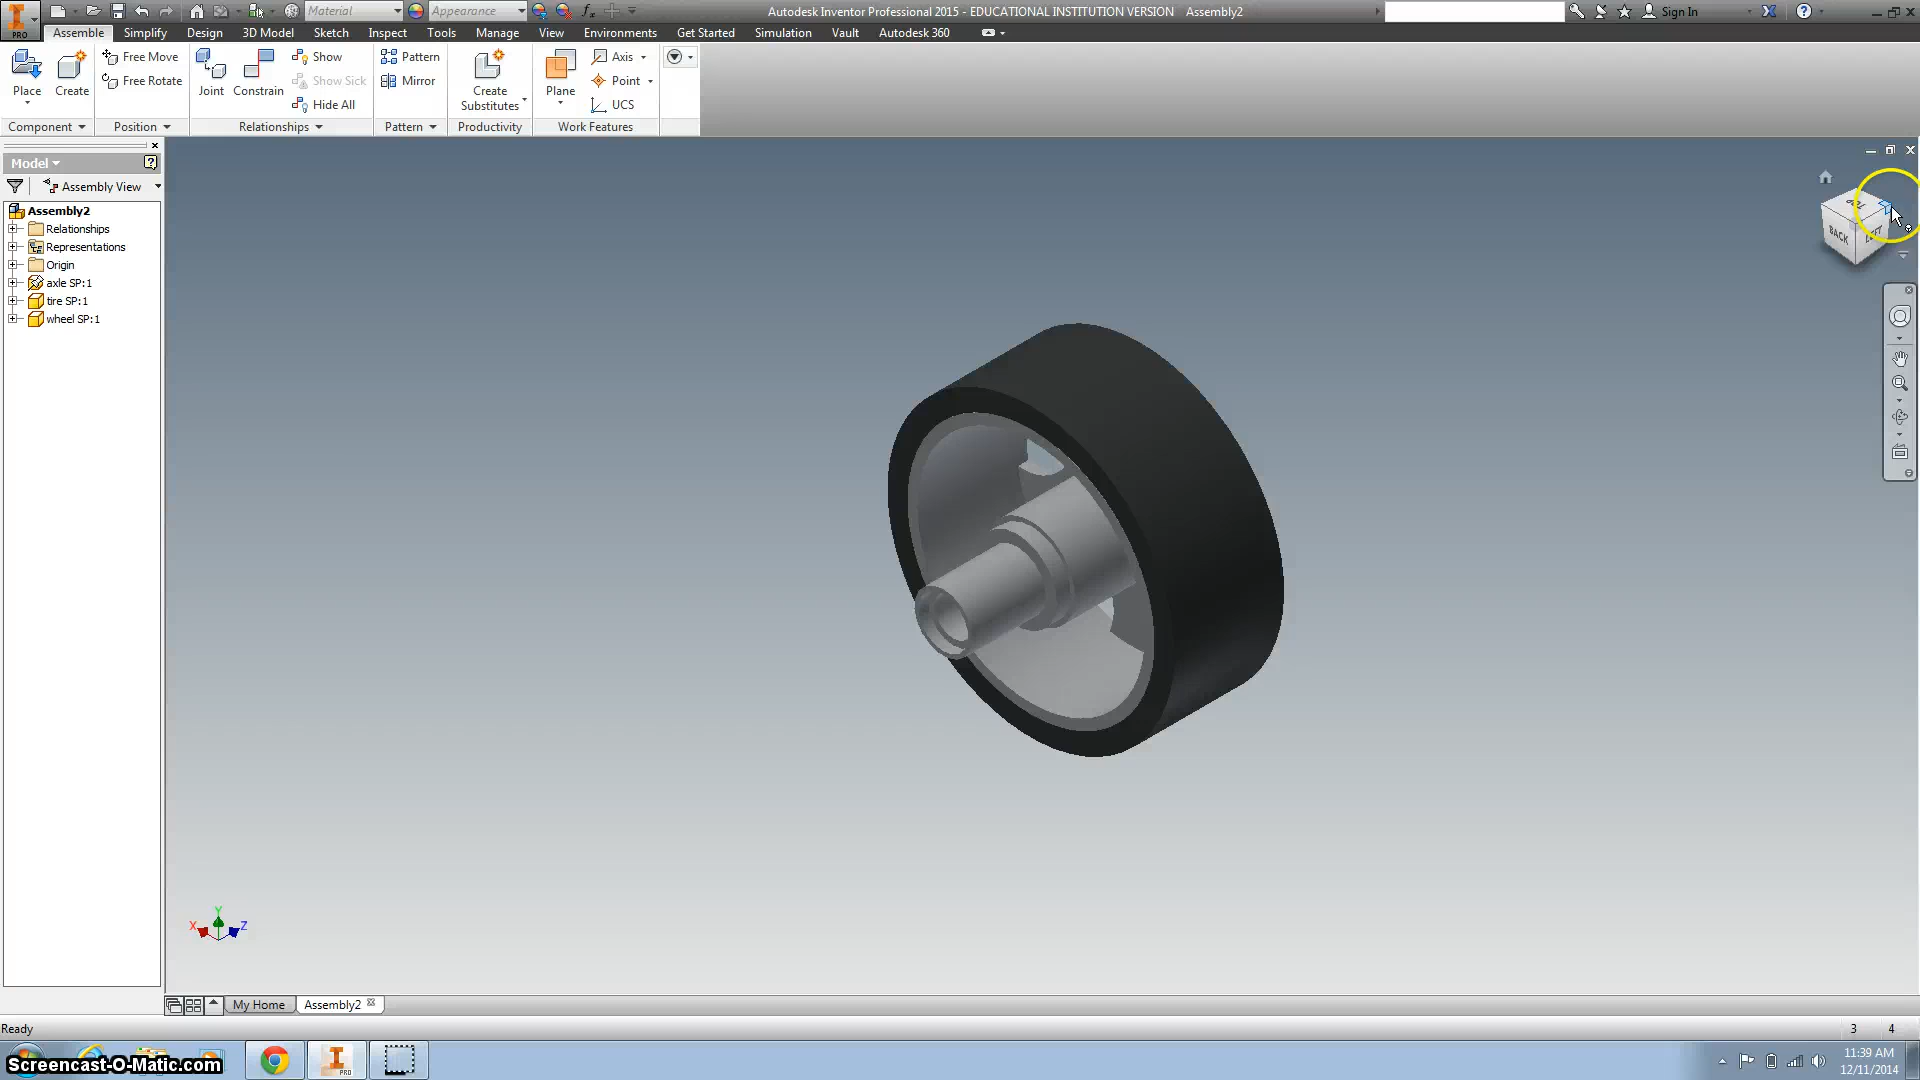 Material
Appearance
Autodesk Inventor Professional 2015 - EDUCATIONAL INSTITUTION VERSION Assembly2
Sign In
PRO
Assemble Simplify Design 3D Model Sketch Inspect Tools Manage View Environments Get Started Simulation Vault Autodesk 360
Place
Create
Free Move
Free Rotate
Joint
Constrain
Show
Show Sick
Hide All
Pattern
Mirror
Create
Substitutes
Plane
Axis
Point
UCS
Component
Position
Relationships
Pattern
Productivity
Work Features
Model
Assembly View
Assembly2
Relationships
Representations
Origin
axle SP:1
tire SP:1
wheel SP:1
BACK
LEFT
X
Y
Z
My Home
Assembly2
Ready
3 4
Screencast-O-Matic.com
PRO
11:39 AM
12/11/2014